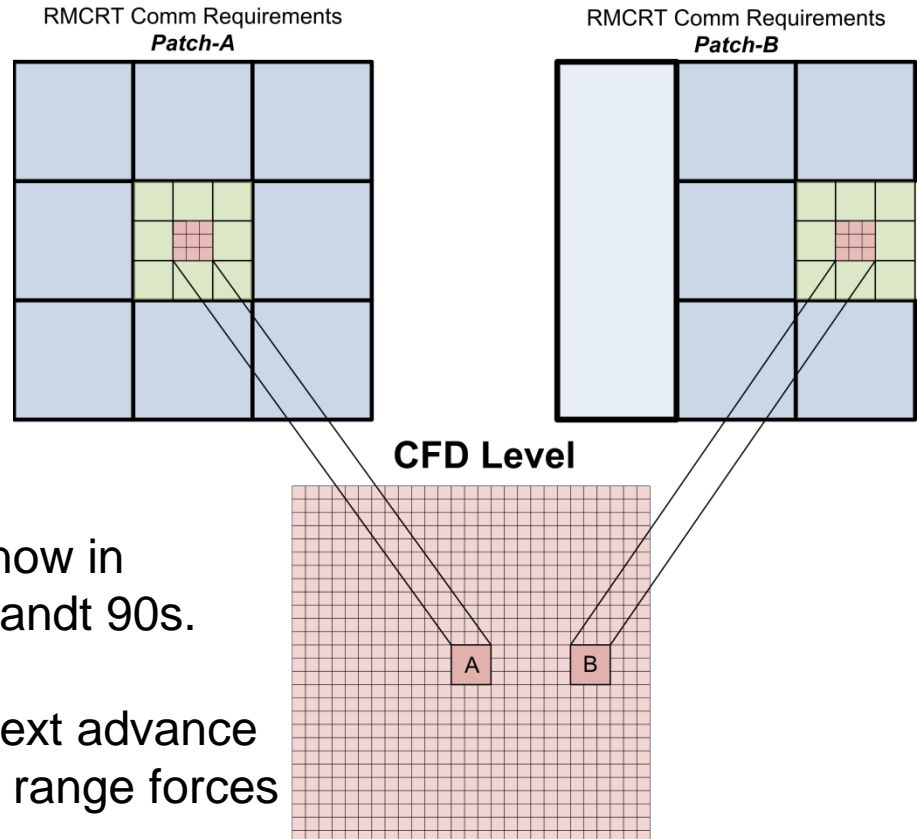 RMCRT Comm Requirements
Patch-A
RMCRT Comm Requirements
Patch-B
CFD Level
A
B
now in
andt 90s.
ext advance
range forces